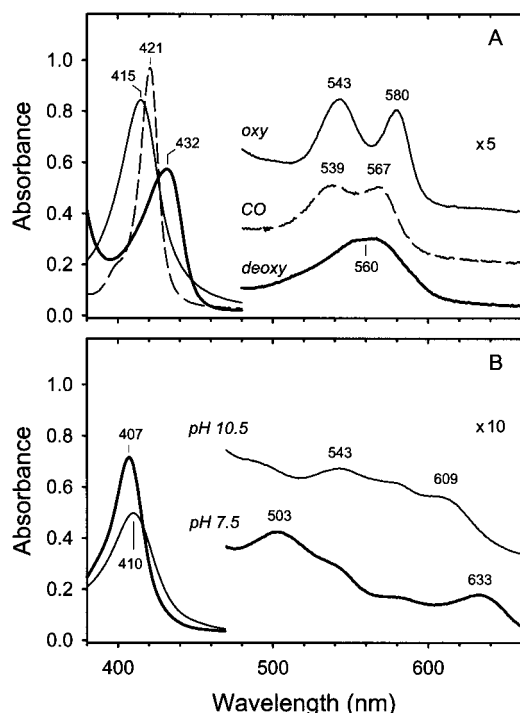 A
421
1.0
415
543
580
0.8
oxy
x5
432
539
567
0.6
Absorbance
CO
0.4
deoxy
0.2
560
0.0
B
1.0
407
pH 10.5
x10
0.8
543
609
0.6
Absorbance
pH 7.5
503
0.4
410
633
0.2
0.0
400
500
600
Wavelength (nm)